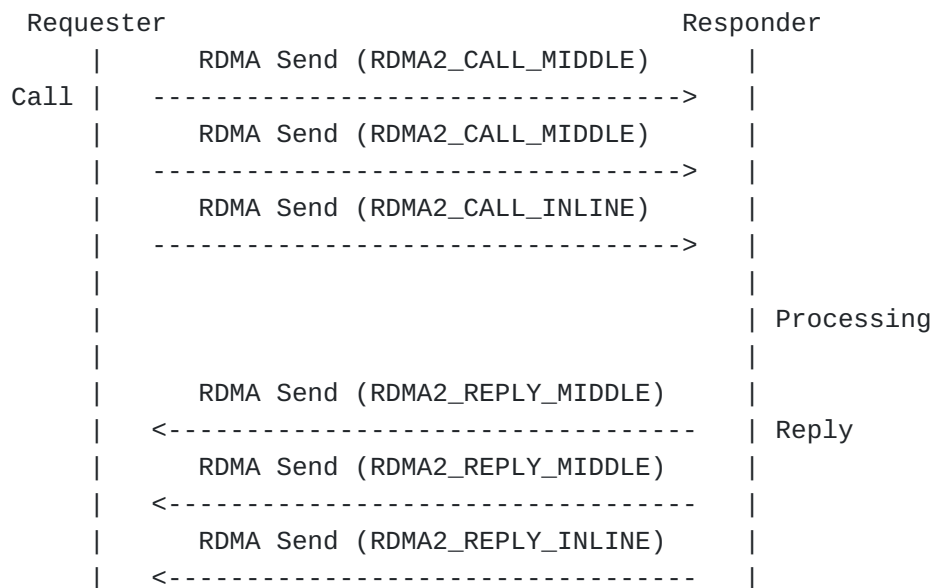 Requester                                  Responder
     |      RDMA Send (RDMA2_CALL_MIDDLE)      |
Call |   ---------------------------------->   |
     |      RDMA Send (RDMA2_CALL_MIDDLE)      |
     |   ---------------------------------->   |
     |      RDMA Send (RDMA2_CALL_INLINE)      |
     |   ---------------------------------->   |
     |                                         |
     |                                         | Processing
     |                                         |
     |      RDMA Send (RDMA2_REPLY_MIDDLE)     |
     |   <----------------------------------   | Reply
     |      RDMA Send (RDMA2_REPLY_MIDDLE)     |
     |   <----------------------------------   |
     |      RDMA Send (RDMA2_REPLY_INLINE)     |
     |   <----------------------------------   |